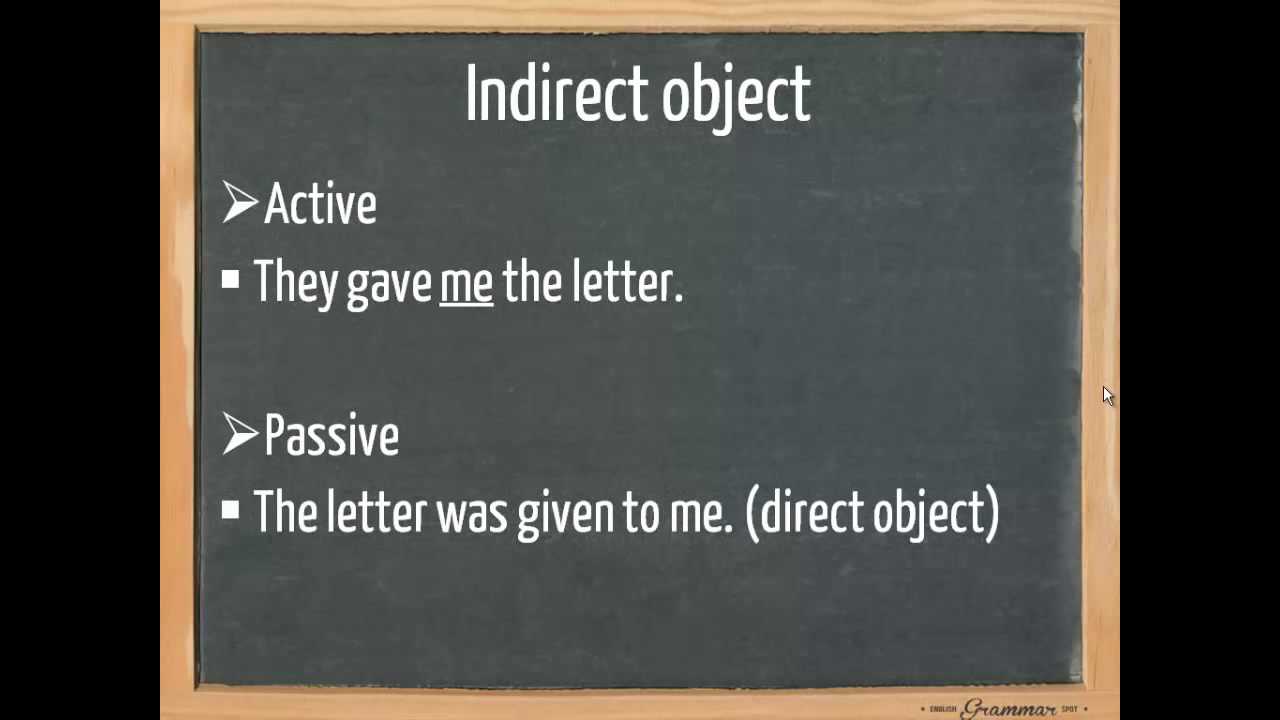 Indirect object
➢Active
▪ They gave me the letter.
➢Passive
▪ The letter was given to me. (direct object)
• ENGLISH Grammar SPOT •